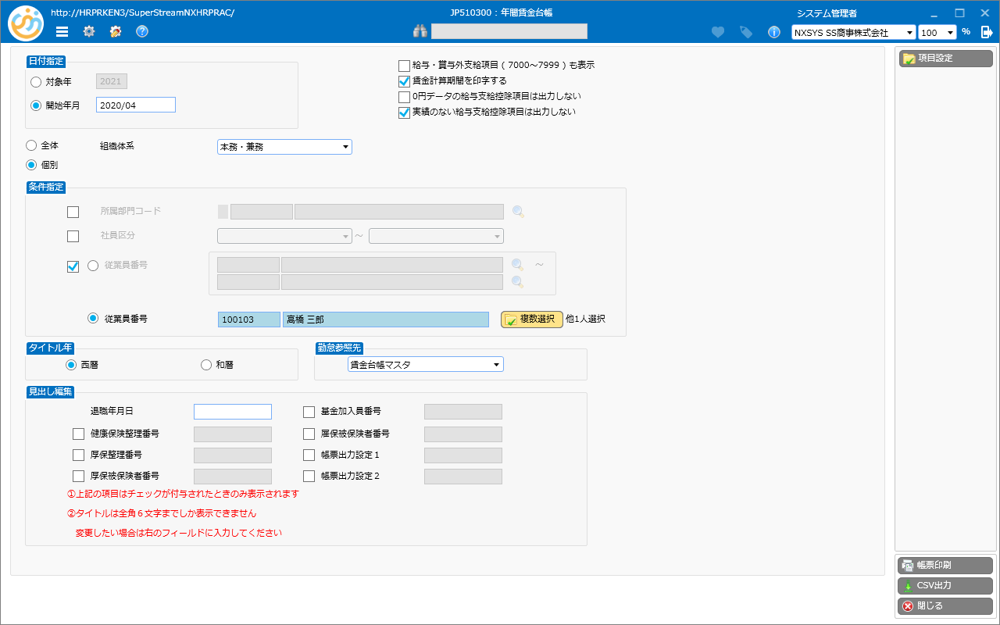 http://HRPRKEN3/SuperStreamNXHRPRAC/
JP510300 : 年間賃金台帳
システム管理者
NXSYS SS商事株式会社
100
%
日付指定
対象年
2021
開始年月
2020/04
給与・賞与外支給項目 ( 7000～7999 ) も表示
賃金計算期間を印字する
0円データの給与支給控除項目は出力しない
実績のない給与支給控除項目は出力しない
全体
組織体系
本務・兼務
個別
条件指定
所属部門コード
社員区分
～
従業員番号
～
従業員番号
100103
高橋 三郎
複数選択
他1人選択
タイトル年
西暦
和暦
勤怠参照先
賃金台帳マスタ
見出し編集
退職年月日
基金加入員番号
健康保険整理番号
雇保被保険者番号
厚保整理番号
帳票出力設定１
厚保被保険者番号
帳票出力設定２
①上記の項目はチェックが付与されたときのみ表示されます
②タイトルは全角６文字までしか表示できません
変更したい場合は右のフィールドに入力してください
項目設定
帳票印刷
CSV出力
閉じる